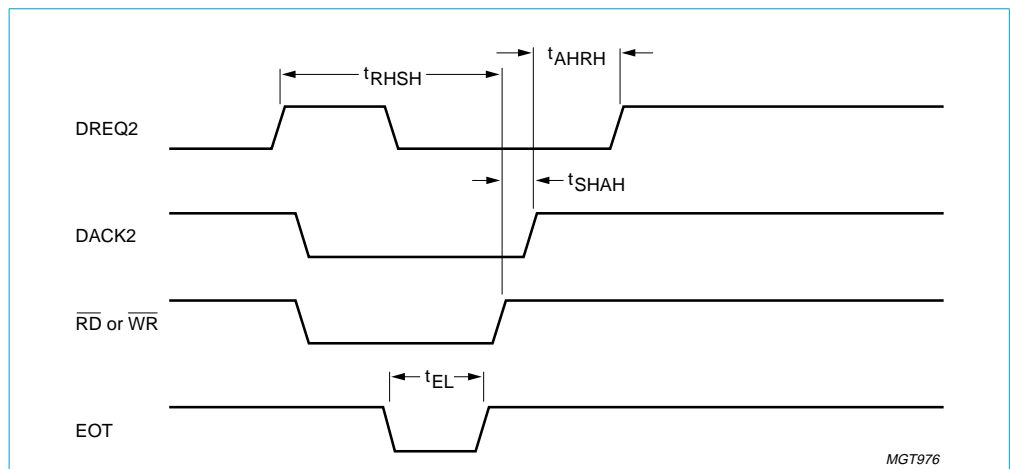 tAHRH
tRHSH
DREQ2
tSHAH
DACK2
RD or WR
tEL
EOT
MGT976